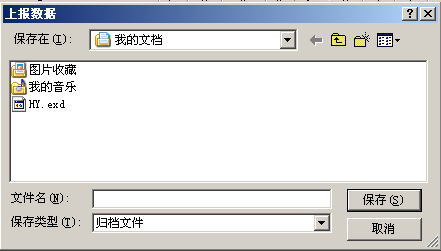 上报数据
保存在(I): 我的文档
图片收藏
我的音乐
HY.exd
文件名(N): 保存(S)
保存类型(T): 归档文件 取消